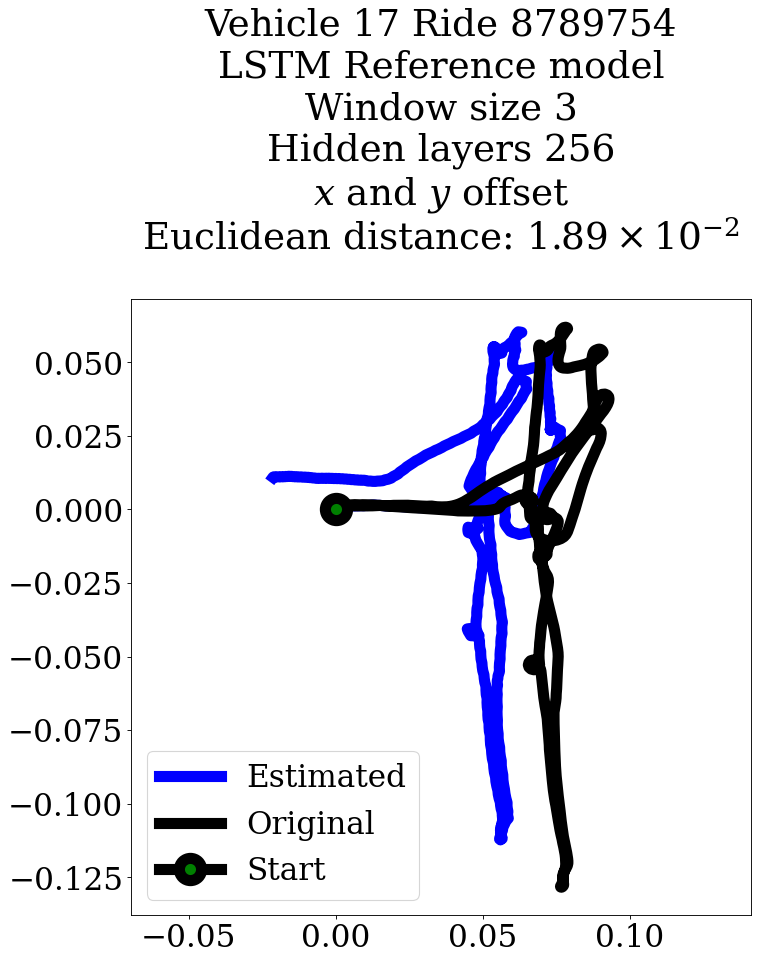 Vehicle 17 Ride 8789754
LSTM Reference model
Window size 3
Hidden layers 256
x and y offset
Euclidean distance: 1.89 × 10⁻²
0.050
0.025
0.000
−0.025
−0.050
−0.075
−0.100
−0.125
Estimated
Original
Start
−0.05 0.00 0.05 0.10